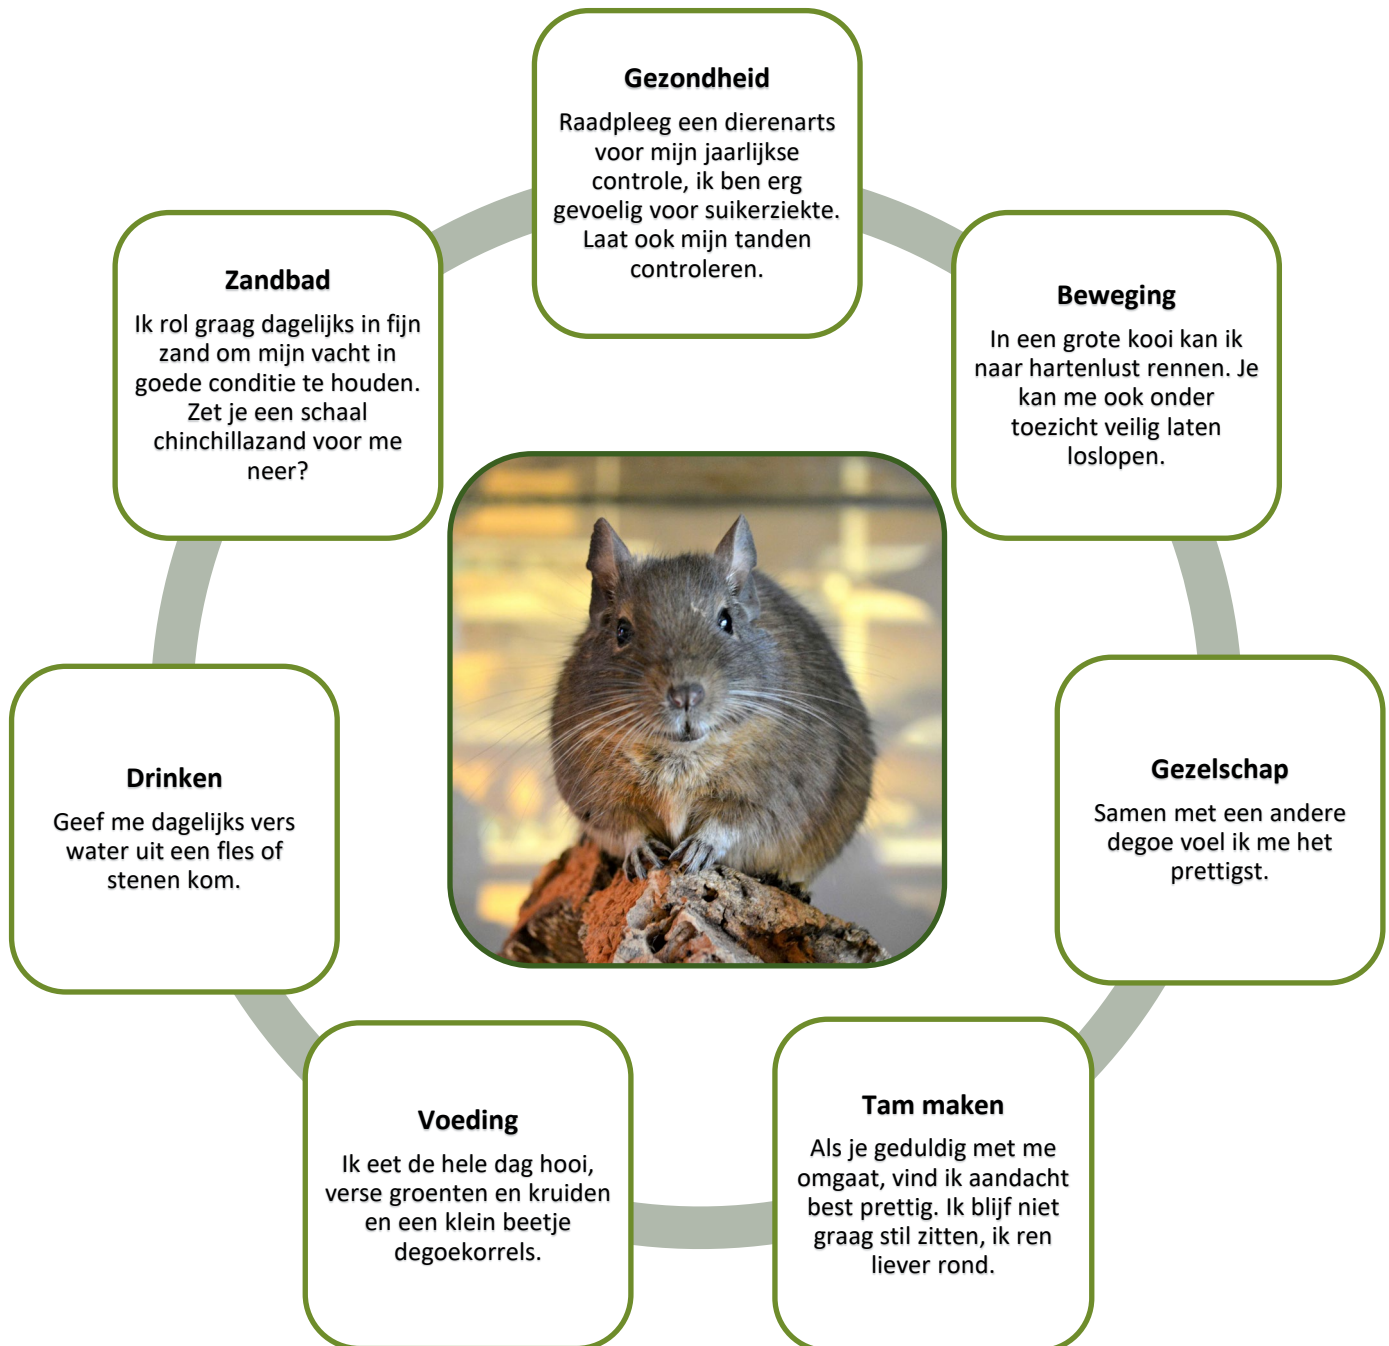 Gezondheid
Raadpleeg een dierenarts
voor mijn jaarlijkse
controle, ik ben erg
gevoelig voor suikerziekte.
Laat ook mijn tanden
controleren.
Beweging
In een grote kooi kan ik
naar hartenlust rennen. Je
kan me ook onder
toezicht veilig laten
loslopen.
Gezelschap
Samen met een andere
degoe voel ik me het
prettigst.
Tam maken
Als je geduldig met me
omgaat, vind ik aandacht
best prettig. Ik blijf niet
graag stil zitten, ik ren
liever rond.
Voeding
Ik eet de hele dag hooi,
verse groenten en kruiden
en een klein beetje
degoekorrels.
Drinken
Geef me dagelijks vers
water uit een fles of
stenen kom.
Zandbad
Ik rol graag dagelijks in fijn
zand om mijn vacht in
goede conditie te houden.
Zet je een schaal
chinchillazand voor me
neer?